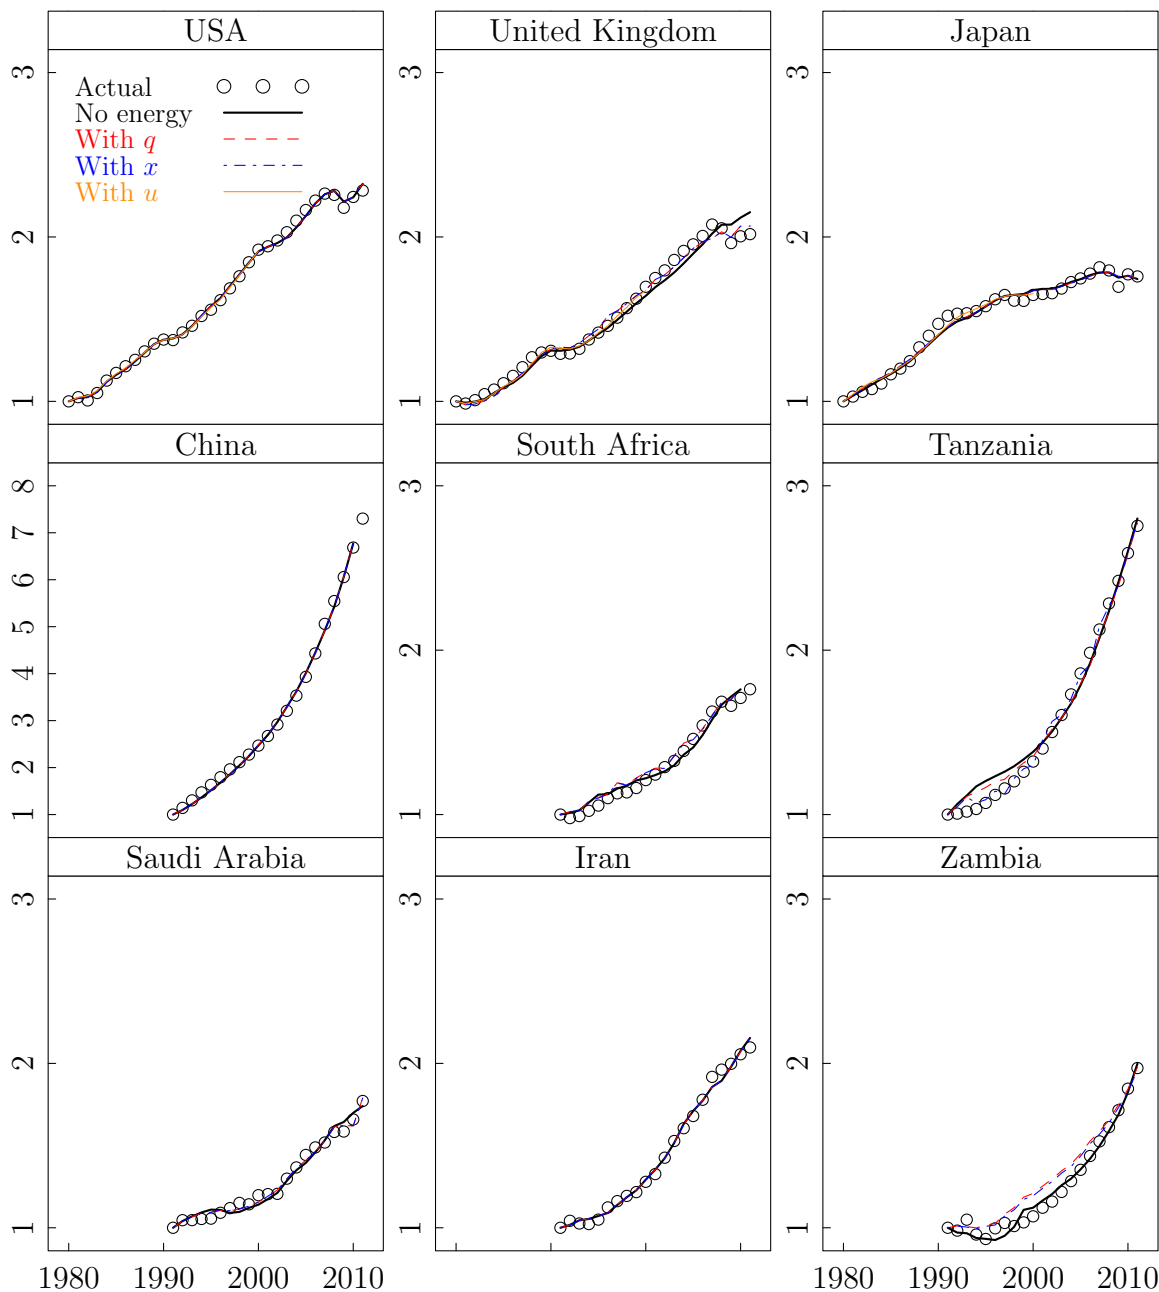 USA
United Kingdom
Japan
3
2
1
Actual
No energy
With q
With x
With u
3
2
1
3
2
1
China
South Africa
Tanzania
8
7
6
5
4
3
2
1
3
2
1
3
2
1
Saudi Arabia
Iran
Zambia
3
2
1
3
2
1
3
2
1
1980 1990 2000 2010
1980 1990 2000 2010